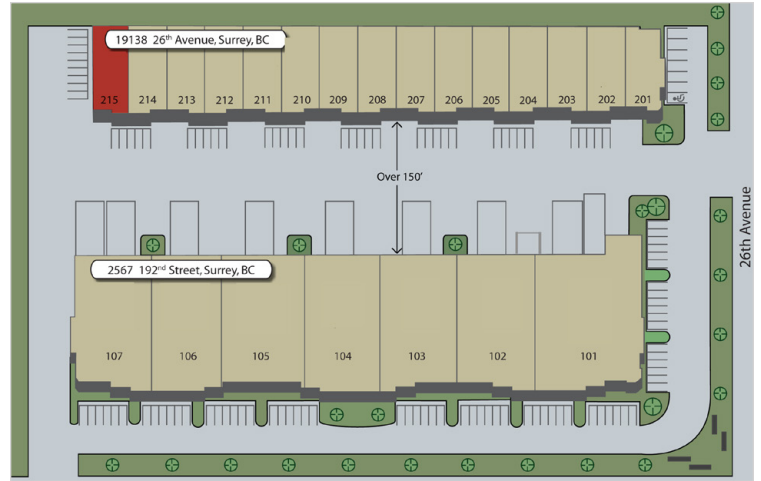 19138 26th Avenue, Surrey, BC
215 214 213 212 211 210 209 208 207 206 205 204 203 202 201
Over 150'
26th Avenue
2567 192nd Street, Surrey, BC
107 106 105 104 103 102 101